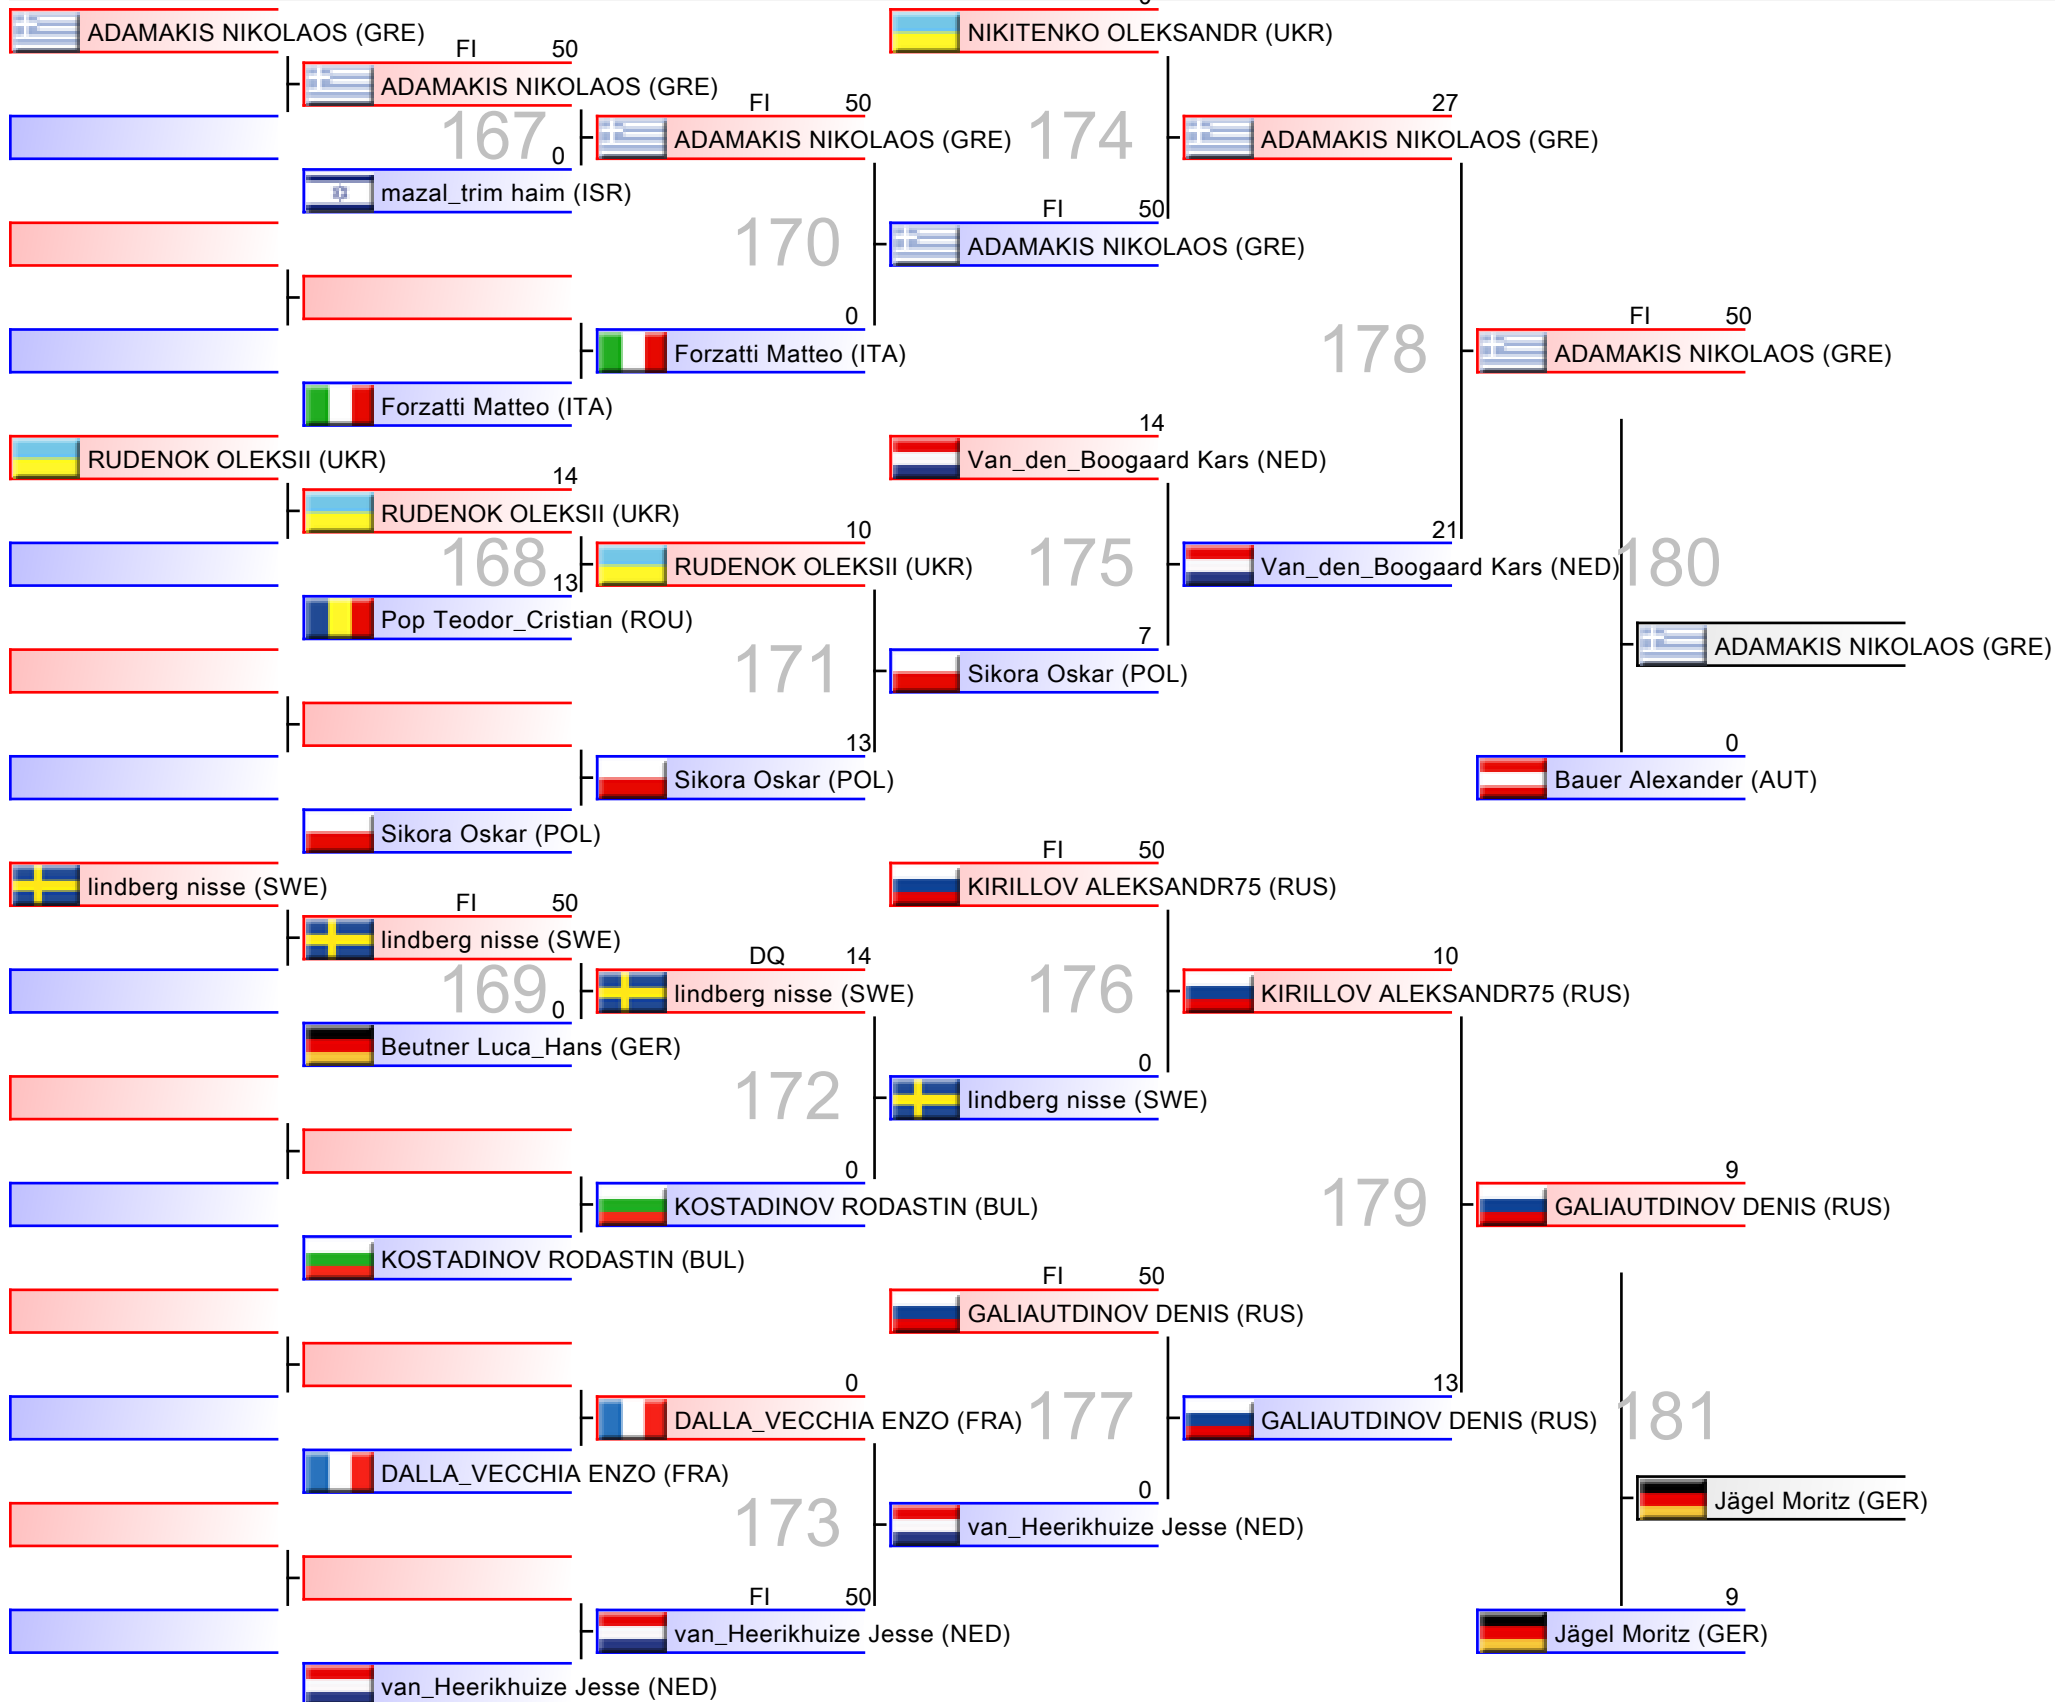 ADAMAKIS NIKOLAOS (GRE)
FI 50
ADAMAKIS NIKOLAOS (GRE)
167
0
mazal_trim haim (ISR)
Forzatti Matteo (ITA)
RUDENOK OLEKSII (UKR)
14
RUDENOK OLEKSII (UKR)
168
13
Pop Teodor_Cristian (ROU)
Sikora Oskar (POL)
lindberg nisse (SWE)
FI 50
lindberg nisse (SWE)
169
0
Beutner Luca_Hans (GER)
KOSTADINOV RODASTIN (BUL)
DALLA_VECCHIA ENZO (FRA)
van_Heerikhuize Jesse (NED)
FI 50
ADAMAKIS NIKOLAOS (GRE)
170
0
Forzatti Matteo (ITA)
10
RUDENOK OLEKSII (UKR)
171
13
Sikora Oskar (POL)
DQ 14
lindberg nisse (SWE)
172
0
KOSTADINOV RODASTIN (BUL)
0
DALLA_VECCHIA ENZO (FRA)
173
FI 50
van_Heerikhuize Jesse (NED)
NIKITENKO OLEKSANDR (UKR)
174
FI 50
ADAMAKIS NIKOLAOS (GRE)
14
Van_den_Boogaard Kars (NED)
175
7
Sikora Oskar (POL)
FI 50
KIRILLOV ALEKSANDR75 (RUS)
176
0
lindberg nisse (SWE)
FI 50
GALIAUTDINOV DENIS (RUS)
177
0
van_Heerikhuize Jesse (NED)
27
ADAMAKIS NIKOLAOS (GRE)
178
21
Van_den_Boogaard Kars (NED)
10
KIRILLOV ALEKSANDR75 (RUS)
179
13
GALIAUTDINOV DENIS (RUS)
FI 50
ADAMAKIS NIKOLAOS (GRE)
180
ADAMAKIS NIKOLAOS (GRE)
0
Bauer Alexander (AUT)
9
GALIAUTDINOV DENIS (RUS)
181
Jägel Moritz (GER)
9
Jägel Moritz (GER)